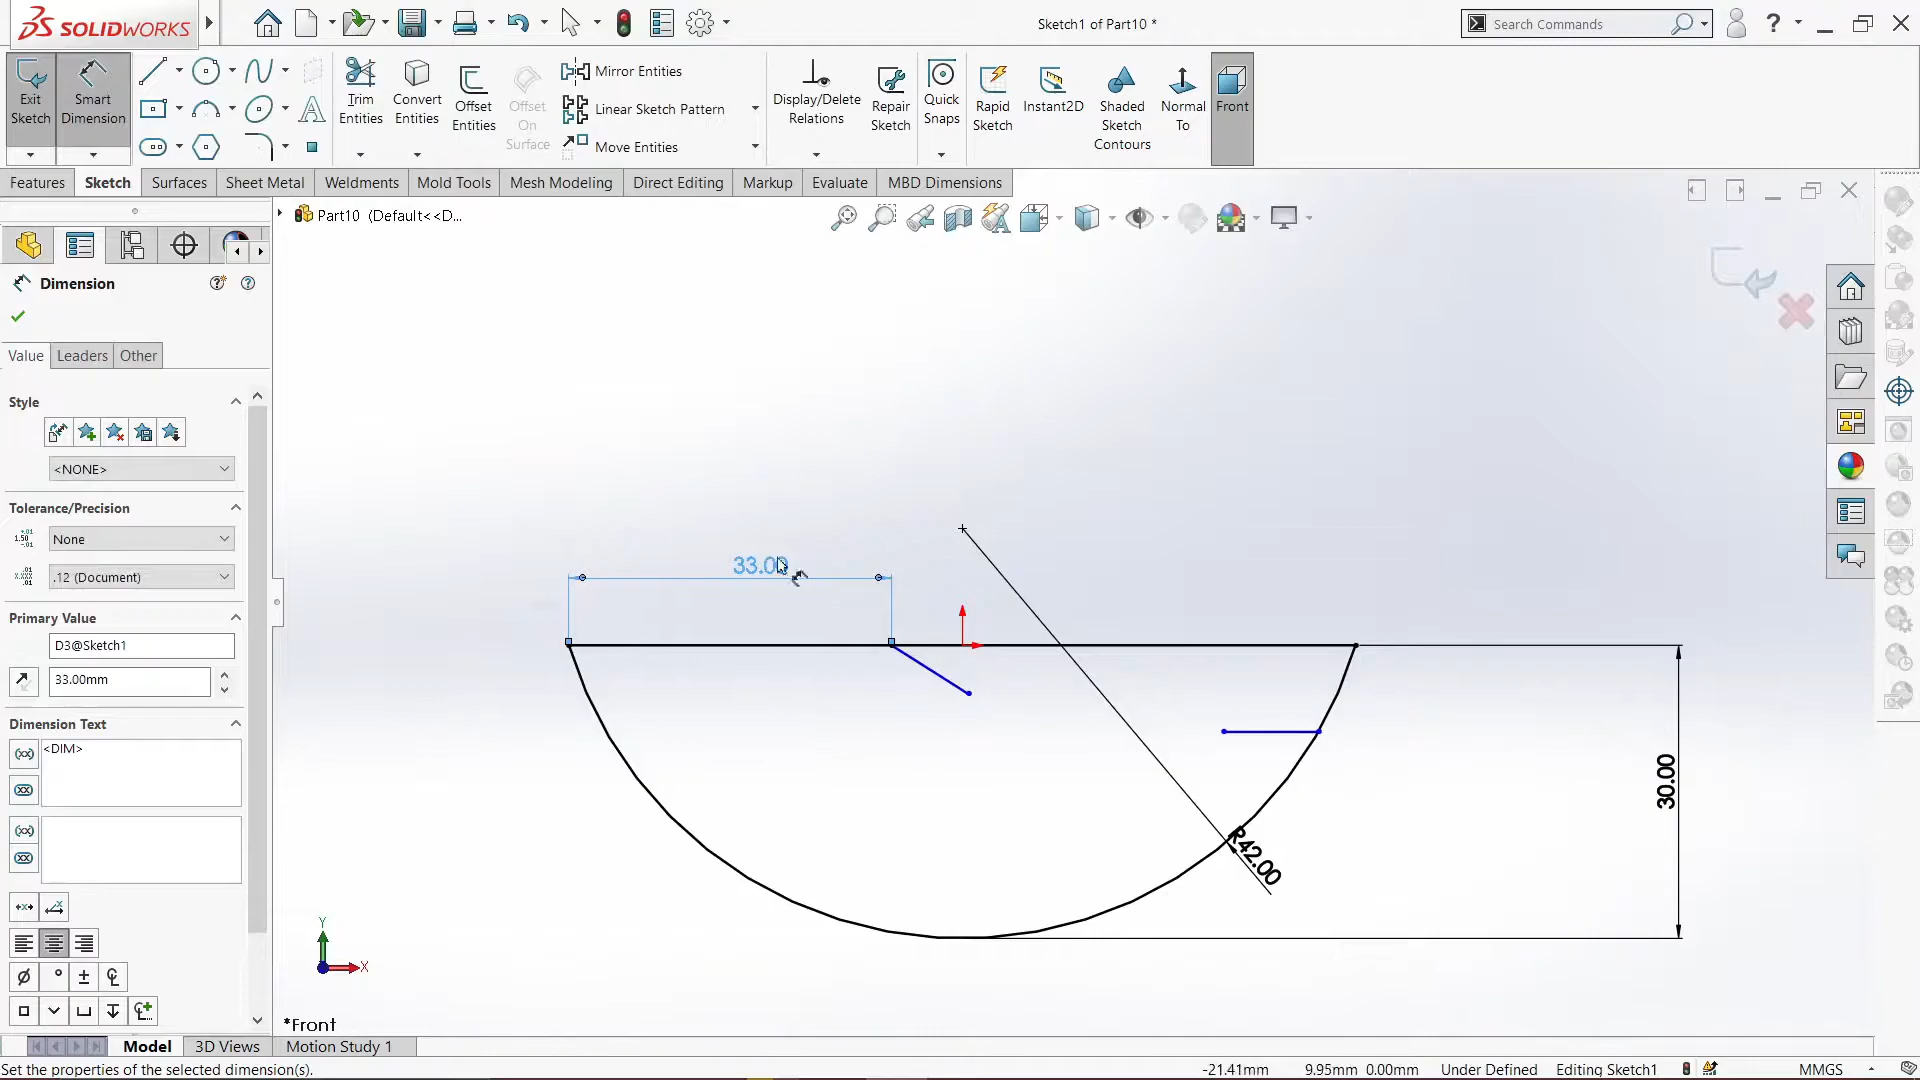 SOLIDWORKS
Sketch1 of Part10 *
Search Commands
?
Exit Sketch
Smart Dimension
Trim Entities
Convert Entities
Offset Entities
Offset On Surface
Mirror Entities
Linear Sketch Pattern
Move Entities
Display/Delete Relations
Repair Sketch
Quick Snaps
Rapid Sketch
Instant2D
Shaded Sketch Contours
Normal To
Front
Features
Sketch
Surfaces
Sheet Metal
Weldments
Mold Tools
Mesh Modeling
Direct Editing
Markup
Evaluate
MBD Dimensions
Part10 (Default<<D...
Dimension
Value
Leaders
Other
Style
<NONE>
Tolerance/Precision
None
.12 (Document)
Primary Value
D3@Sketch1
33.00mm
Dimension Text
<DIM>
33.00
30.00
R42.00
Y
X
*Front
Model
3D Views
Motion Study 1
Set the properties of the selected dimension(s).
-21.41mm
9.95mm
0.00mm
Under Defined
Editing Sketch1
MMGS